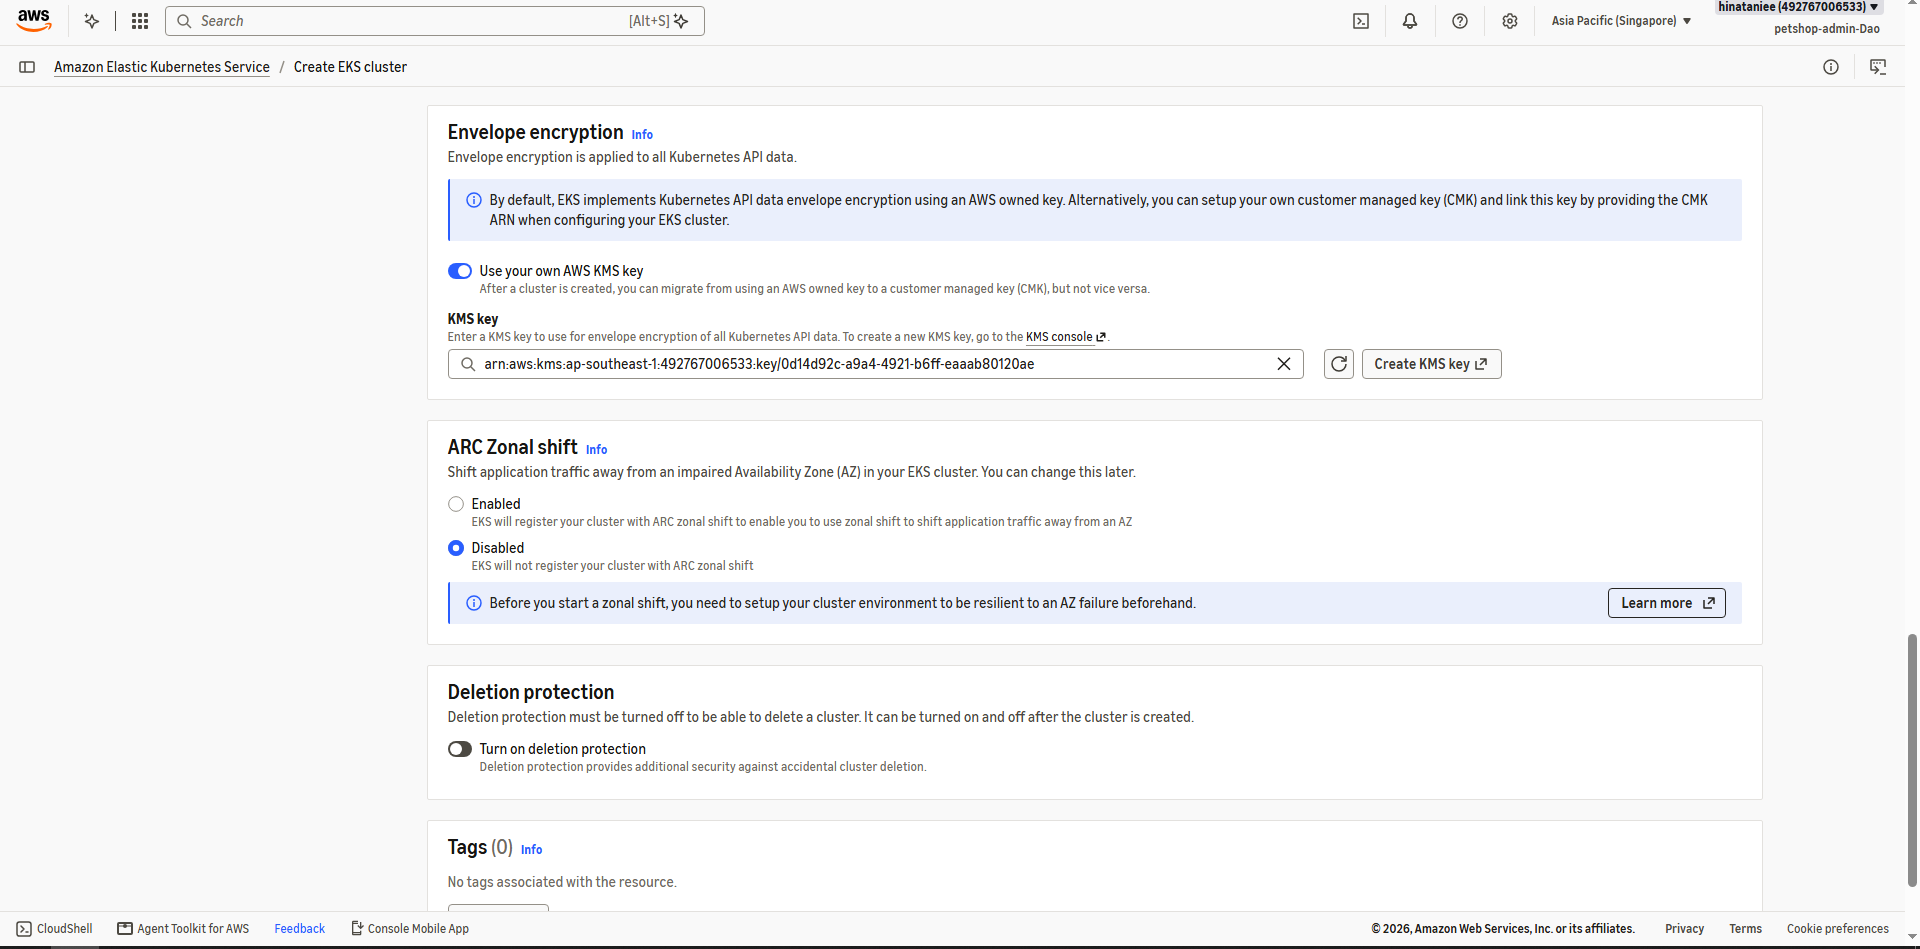 aws
Search
[Alt+S]
Asia Pacific (Singapore)
hinataniee (492767006533)
petshop-admin-Dao
Amazon Elastic Kubernetes Service / Create EKS cluster
Envelope encryption Info
Envelope encryption is applied to all Kubernetes API data.
By default, EKS implements Kubernetes API data envelope encryption using an AWS owned key. Alternatively, you can setup your own customer managed key (CMK) and link this key by providing the CMK
ARN when configuring your EKS cluster.
Use your own AWS KMS key
After a cluster is created, you can migrate from using an AWS owned key to a customer managed key (CMK), but not vice versa.
KMS key
Enter a KMS key to use for envelope encryption of all Kubernetes API data. To create a new KMS key, go to the KMS console.
arn:aws:kms:ap-southeast-1:492767006533:key/0d14d92c-a9a4-4921-b6ff-eaaab80120ae
Create KMS key
ARC Zonal shift Info
Shift application traffic away from an impaired Availability Zone (AZ) in your EKS cluster. You can change this later.
Enabled
EKS will register your cluster with ARC zonal shift to enable you to use zonal shift to shift application traffic away from an AZ
Disabled
EKS will not register your cluster with ARC zonal shift
Before you start a zonal shift, you need to setup your cluster environment to be resilient to an AZ failure beforehand.
Learn more
Deletion protection
Deletion protection must be turned off to be able to delete a cluster. It can be turned on and off after the cluster is created.
Turn on deletion protection
Deletion protection provides additional security against accidental cluster deletion.
Tags (0) Info
No tags associated with the resource.
CloudShell
Agent Toolkit for AWS
Feedback
Console Mobile App
© 2026, Amazon Web Services, Inc. or its affiliates.
Privacy
Terms
Cookie preferences